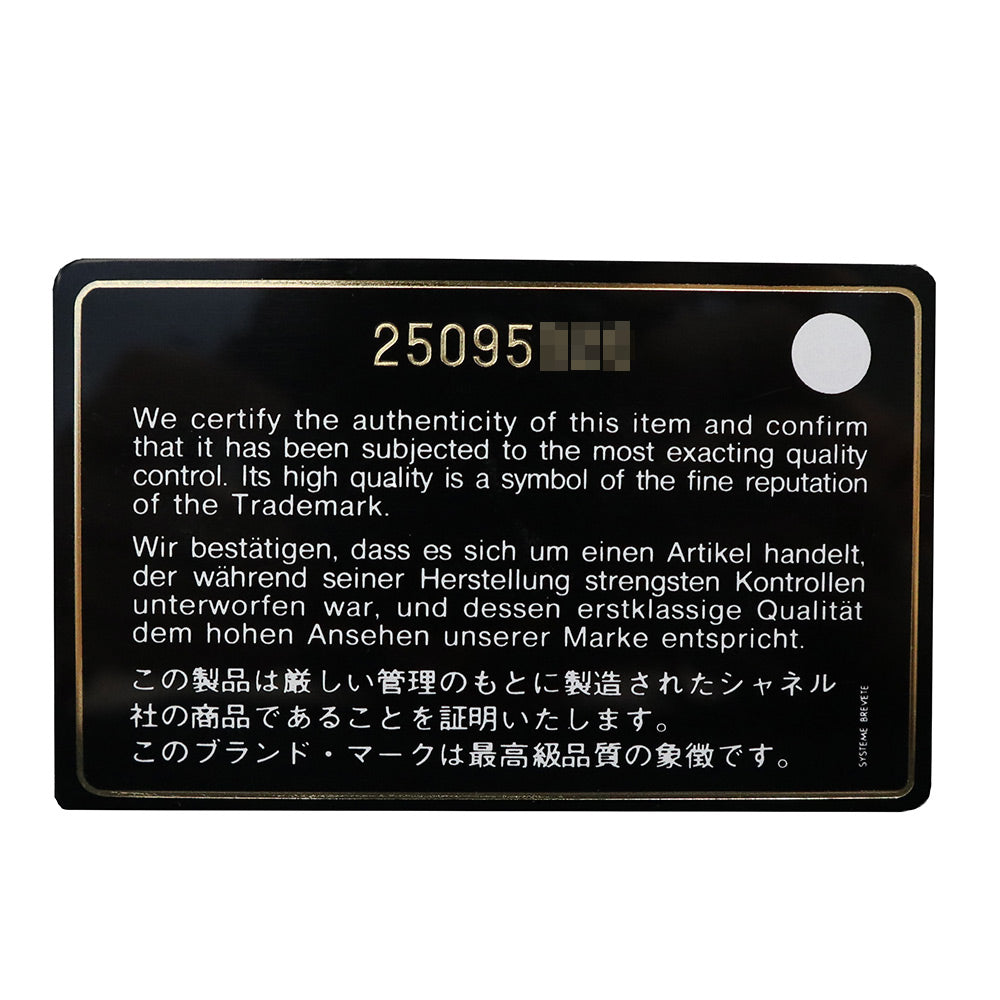 25095
We certify the authenticity of this item and confirm
that it has been subjected to the most exacting quality
control. Its high quality is a symbol of the fine reputation
of the Trademark.
Wir bestätigen, dass es sich um einen Artikel handelt,
der während seiner Herstellung strengsten Kontrollen
unterworfen war, und dessen erstklassige Qualität
dem hohen Ansehen unserer Marke entspricht.
この製品は厳しい管理のもとに製造されたシャネル
社の商品であることを証明いたします。
このブランド・マークは最高級品質の象徴です。
SYSTEME BREVETE